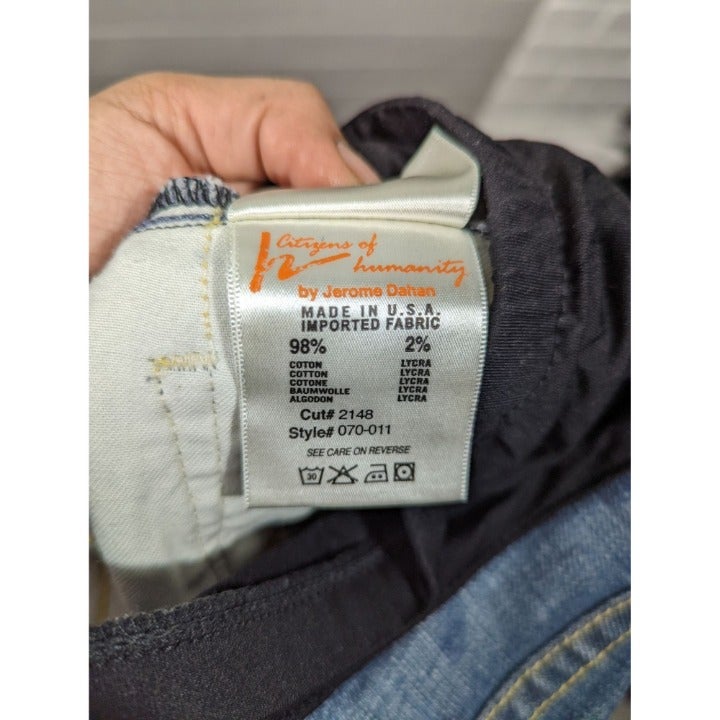 Citizens of
humanity
by Jerome Dahan
MADE IN U.S.A.
IMPORTED FABRIC
98% 2%
COTON LYCRA
COTTON LYCRA
COTONE LYCRA
BAUMWOLLE LYCRA
ALGODON LYCRA
Cut# 2148
Style# 070-011
SEE CARE ON REVERSE
30